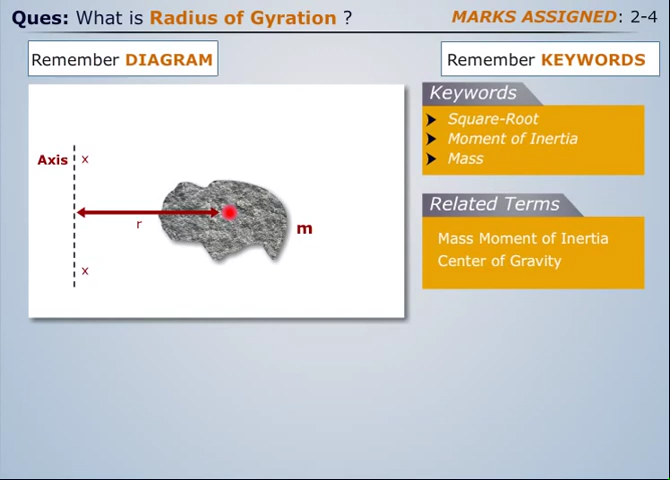 Ques: What is Radius of Gyration ?
MARKS ASSIGNED: 2-4
Remember DIAGRAM
Remember KEYWORDS
Axis
x
r
m
x
Keywords
Square-Root
Moment of Inertia
Mass
Related Terms
Mass Moment of Inertia
Center of Gravity